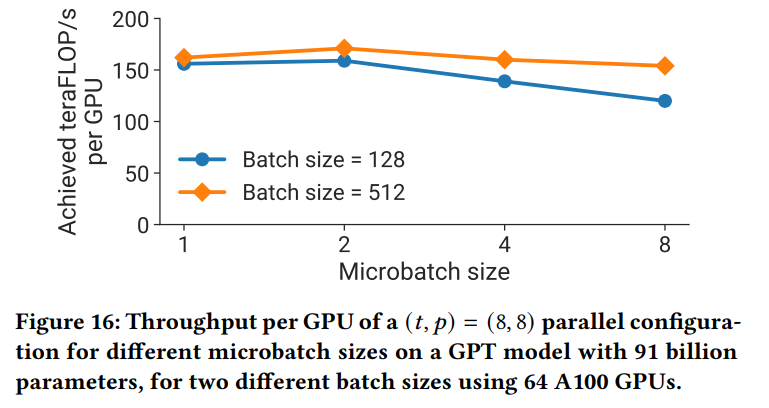 Achieved teraFLOP/s
per GPU
200
150
100
50
0
Batch size = 128
Batch size = 512
1 2 4 8
Microbatch size
Figure 16: Throughput per GPU of a (t, p) = (8, 8) parallel configura-
tion for different microbatch sizes on a GPT model with 91 billion
parameters, for two different batch sizes using 64 A100 GPUs.